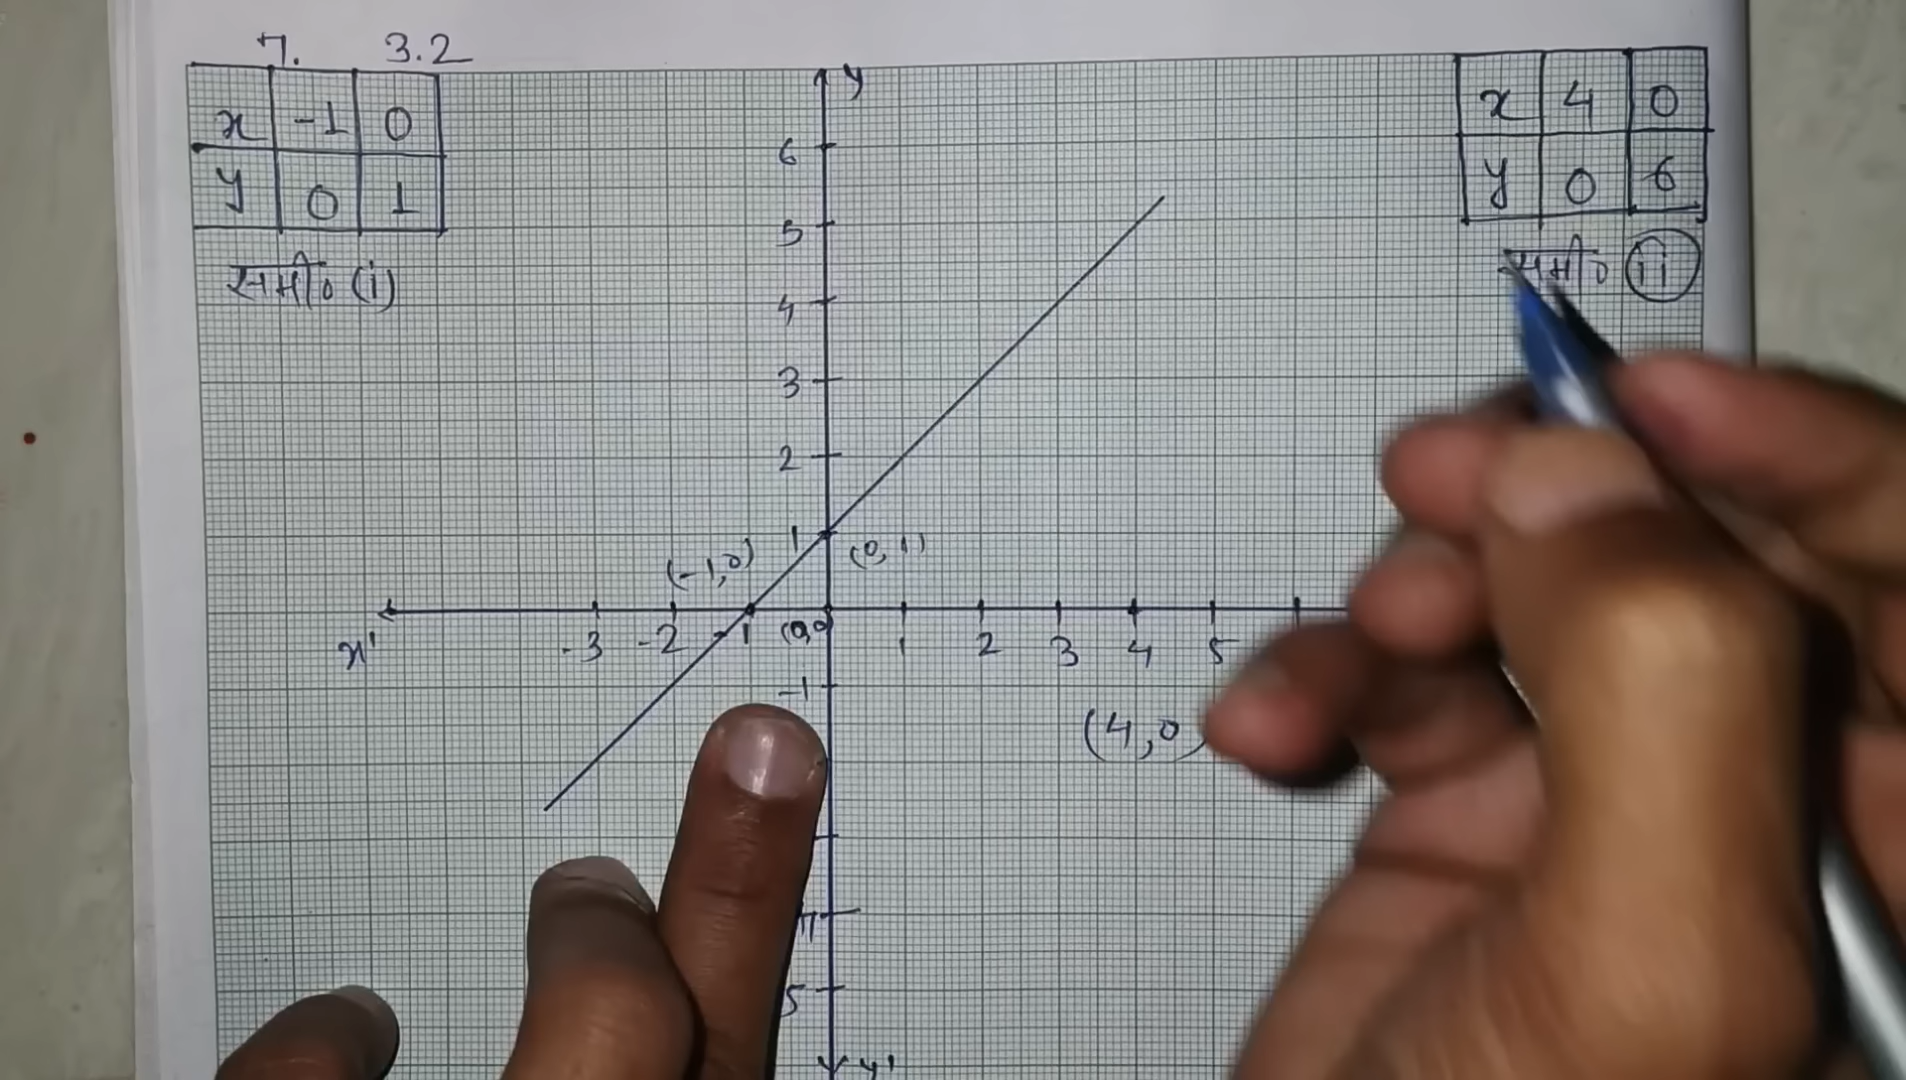 7. 3.2
x -1 0
y 0 1
समी० (i)
x 4 0
y 0 6
समी० (ii)
y
6
5
4
3
2
1
(-1,0)
(0,1)
x'
-3 -2 -1 (0,0) 1 2 3 4 5
-1
(4,0)
5
y'